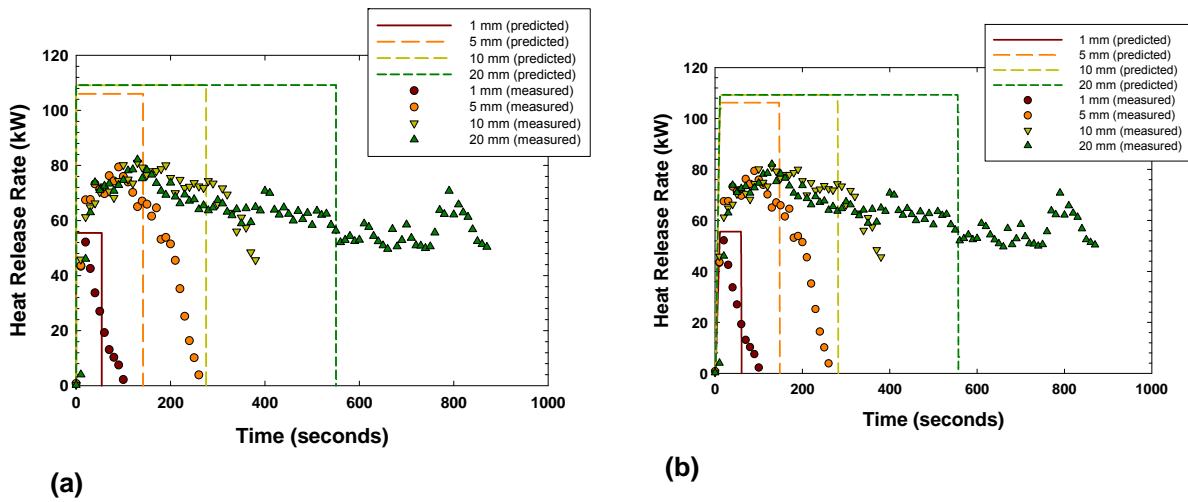 1 mm (predicted)
5 mm (predicted)
10 mm (predicted)
20 mm (predicted)
1 mm (measured)
5 mm (measured)
10 mm (measured)
20 mm (measured)
Heat Release Rate (kW)
120
100
80
60
40
20
0
0 200 400 600 800 1000
Time (seconds)
(a)
1 mm (predicted)
5 mm (predicted)
10 mm (predicted)
20 mm (predicted)
1 mm (measured)
5 mm (measured)
10 mm (measured)
20 mm (measured)
Heat Release Rate (kW)
120
100
80
60
40
20
0
0 200 400 600 800 1000
Time (seconds)
(b)